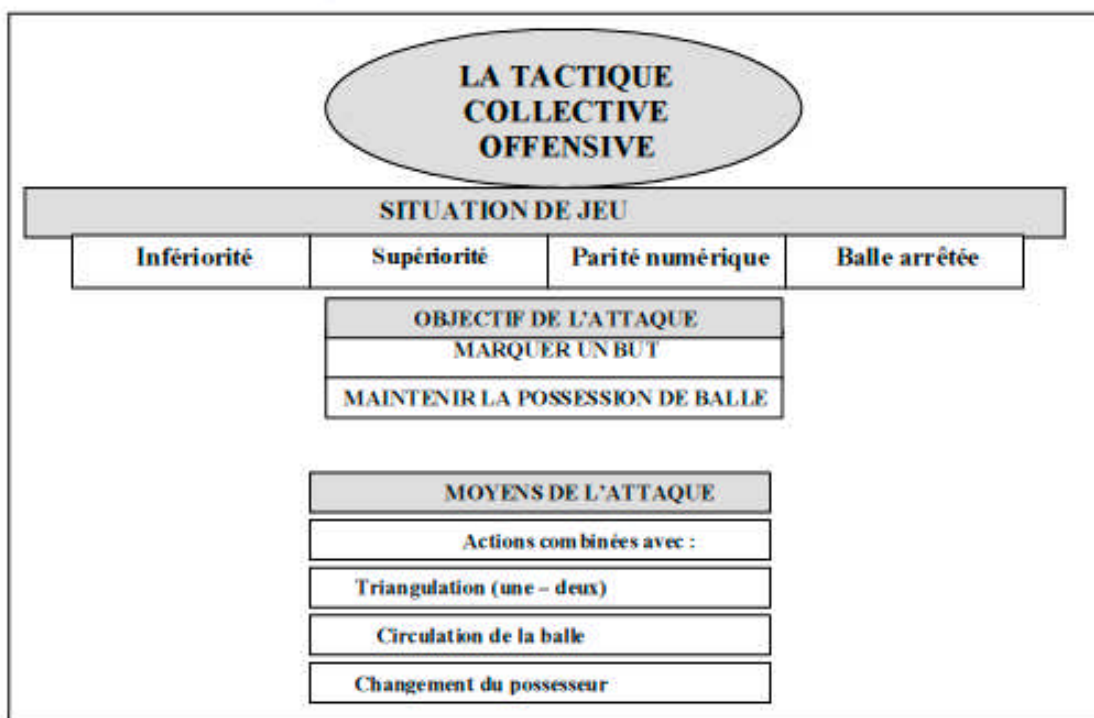 LA TACTIQUE
COLLECTIVE
OFFENSIVE
SITUATION DE JEU
Infériorité Supériorité Parité numérique Balle arrêtée
OBJECTIF DE L'ATTAQUE
MARQUER UN BUT
MAINTENIR LA POSSESSION DE BALLE
MOYENS DE L'ATTAQUE
Actions combinées avec :
Triangulation (une – deux)
Circulation de la balle
Changement du possesseur